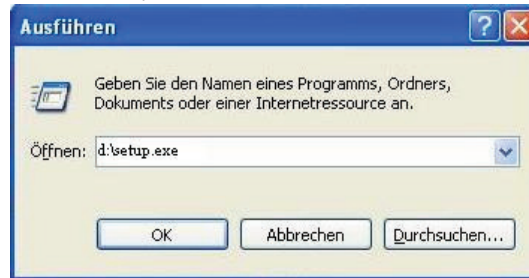 Ausführen
Geben Sie den Namen eines Programms, Ordners,
Dokuments oder einer Internetressource an.
Öffnen: d:\setup.exe
OK Abbrechen Durchsuchen...